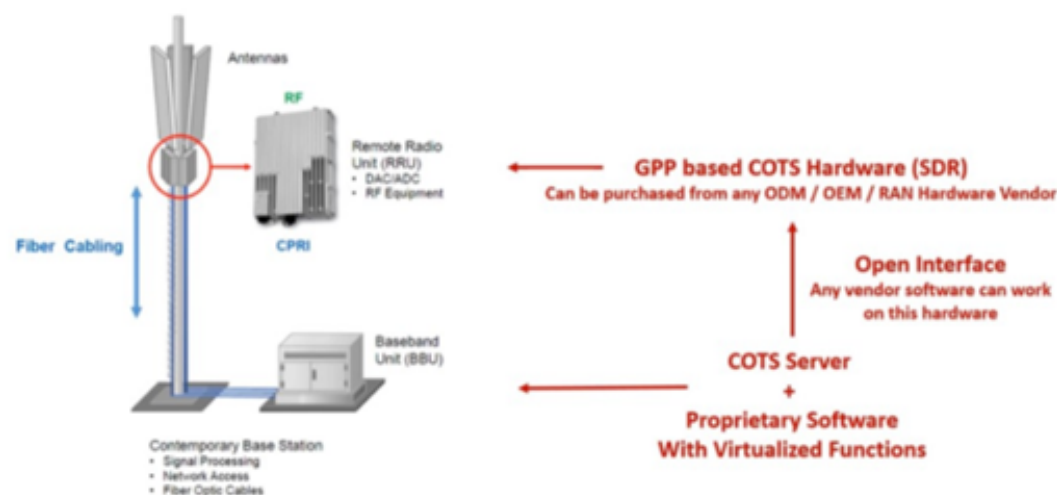 Antennas
RF
Remote Radio
Unit (RRU)
• DAC/ADC
• RF Equipment
CPRI
Fiber Cabling
Baseband
Unit (BBU)
Contemporary Base Station
• Signal Processing
• Network Access
• Fiber Optic Cables
GPP based COTS Hardware (SDR)
Can be purchased from any ODM / OEM / RAN Hardware Vendor
Open Interface
Any vendor software can work
on this hardware
COTS Server
+
Proprietary Software
With Virtualized Functions